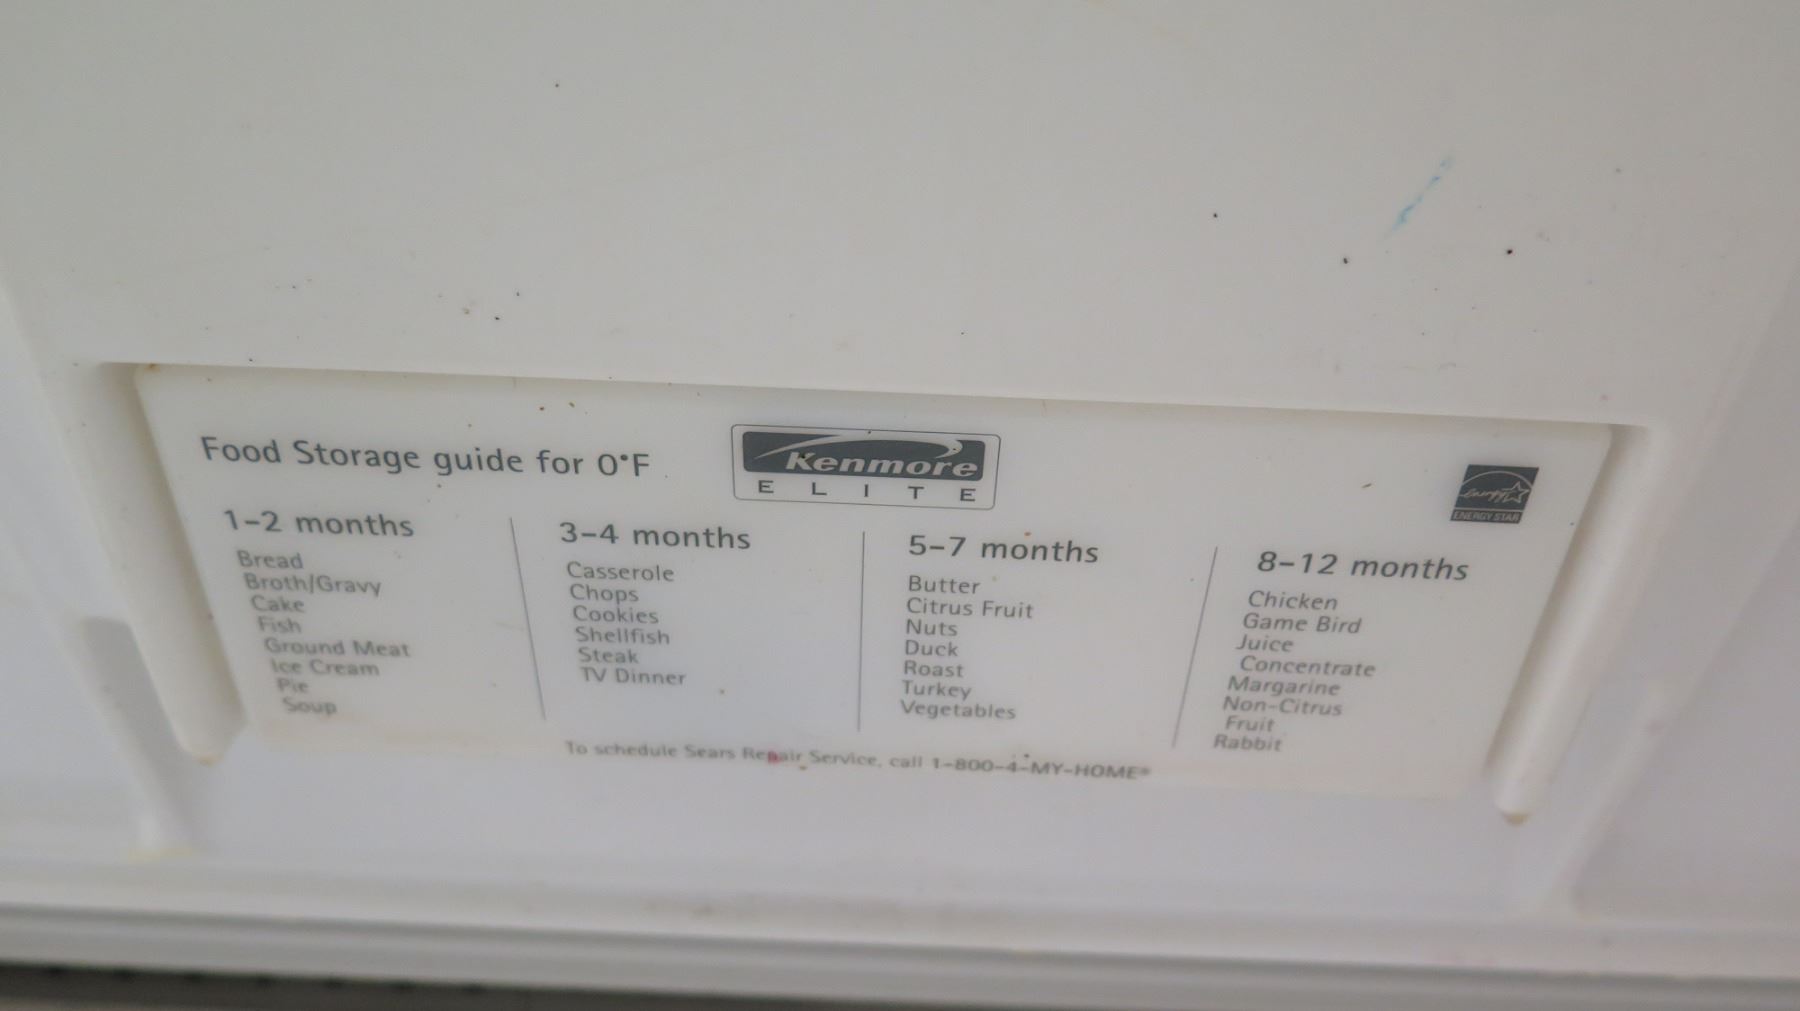 Food Storage guide for 0°F
Kenmore
ELITE
energy
ENERGY STAR
1-2 months
Bread
Broth/Gravy
Cake
Fish
Ground Meat
Ice Cream
Pie
Soup
3-4 months
Casserole
Chops
Cookies
Shellfish
Steak
TV Dinner
5-7 months
Butter
Citrus Fruit
Nuts
Duck
Roast
Turkey
Vegetables
8-12 months
Chicken
Game Bird
Juice
Concentrate
Margarine
Non-Citrus
Fruit
Rabbit
To schedule Sears Repair Service, call 1-800-4-MY-HOME®